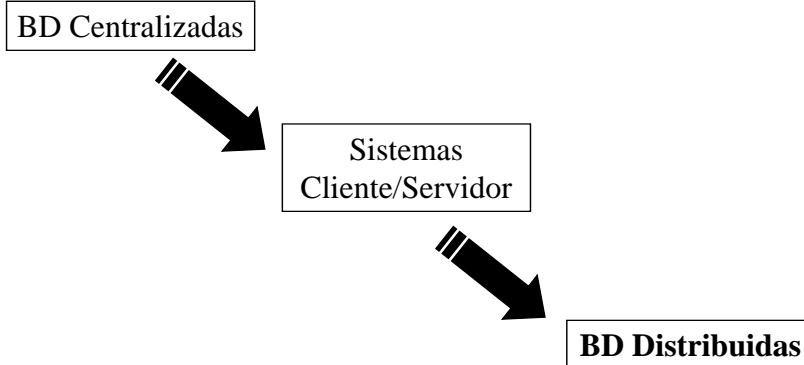 BD Centralizadas
Sistemas
Cliente/Servidor
BD Distribuidas